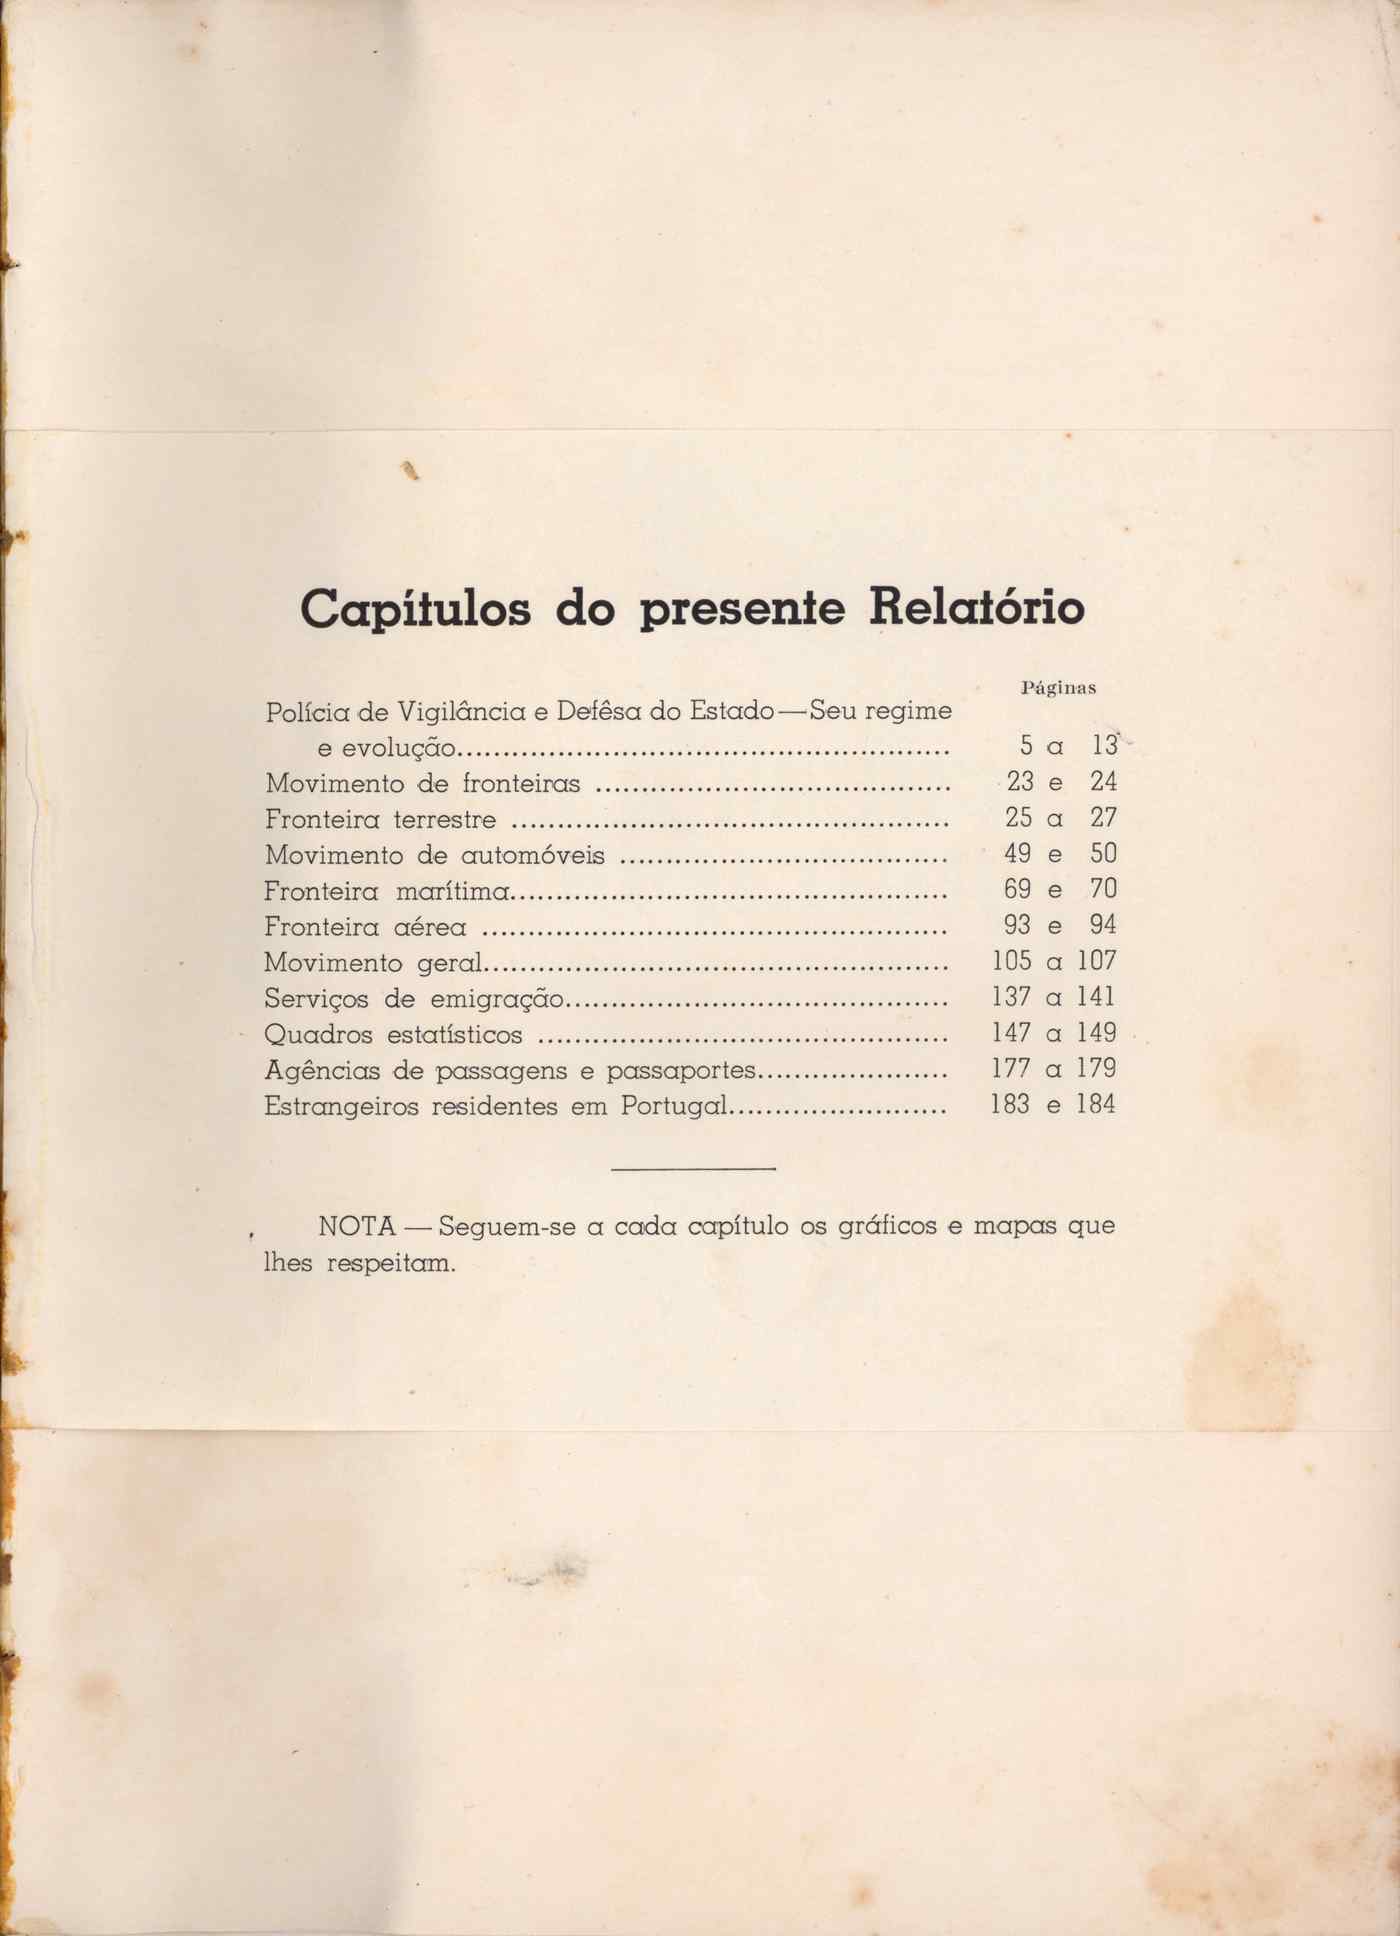 Capítulos do presente Relatório
Páginas
Polícia de Vigilância e Defêsa do Estado—Seu regime
e evolução...................................................... 5 a 13
Movimento de fronteiras ....................................... 23 e 24
Fronteira terrestre ................................................ 25 a 27
Movimento de automóveis .................................... 49 e 50
Fronteira marítima................................................ 69 e 70
Fronteira aérea ................................................... 93 e 94
Movimento geral................................................... 105 a 107
Serviços de emigração.......................................... 137 a 141
Quadros estatísticos ............................................. 147 a 149
Agências de passagens e passaportes..................... 177 a 179
Estrangeiros residentes em Portugal........................ 183 e 184
NOTA — Seguem-se a cada capítulo os gráficos e mapas que
lhes respeitam.